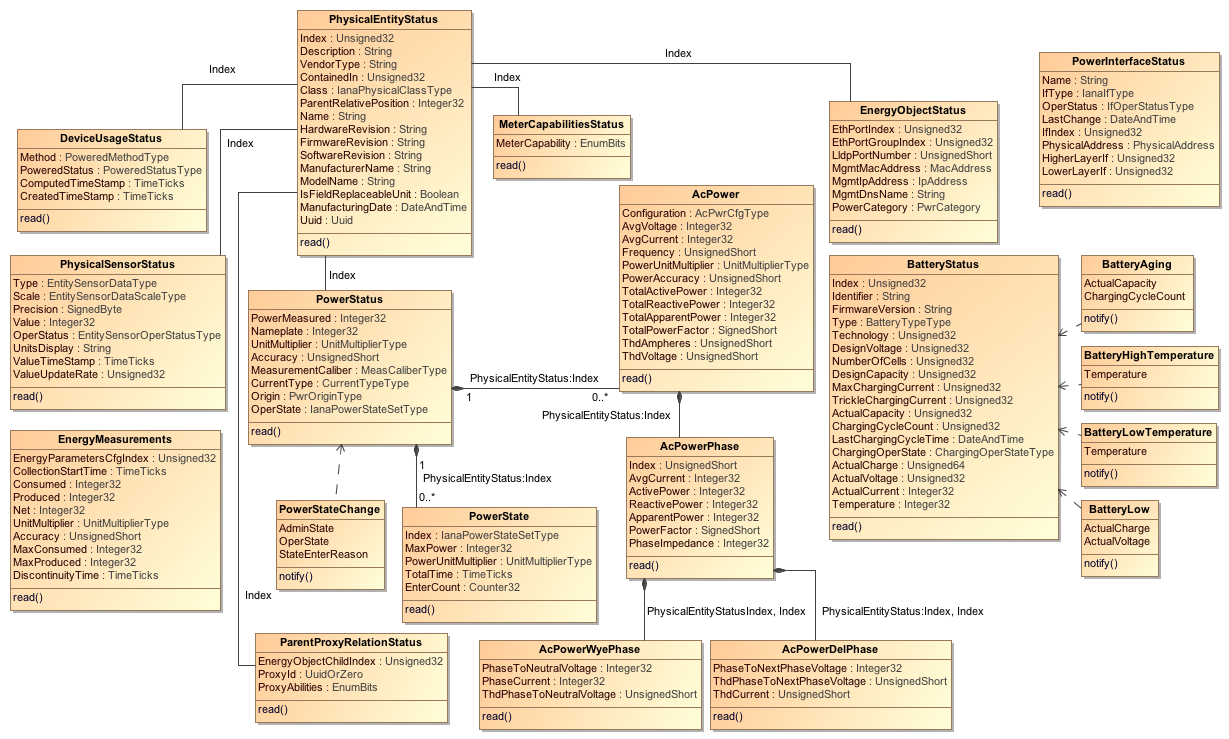 PhysicalEntityStatus
Index : Unsigned32
Description : String
VendorType : String
ContainedIn : Unsigned32
Class : IanaPhysicalClassType
ParentRelativePosition : Integer32
Name : String
HardwareRevision : String
FirmwareRevision : String
SoftwareRevision : String
ManufacturerName : String
ModelName : String
IsFieldReplaceableUnit : Boolean
ManufacturingDate : DateAndTime
Uuid : Uuid
read()
Index
Index
Index
Index
Index
Index
DeviceUsageStatus
Method : PoweredMethodType
PoweredStatus : PoweredStatusType
ComputedTimeStamp : TimeTicks
CreatedTimeStamp : TimeTicks
read()
MeterCapabilitiesStatus
MeterCapability : EnumBits
read()
EnergyObjectStatus
EthPortIndex : Unsigned32
EthPortGroupIndex : Unsigned32
LldpPortNumber : UnsignedShort
MgmtMacAddress : MacAddress
MgmtIpAddress : IpAddress
MgmtDnsName : String
PowerCategory : PwrCategory
read()
PowerInterfaceStatus
Name : String
IfType : IanaIfType
OperStatus : IfOperStatusType
LastChange : DateAndTime
IfIndex : Unsigned32
PhysicalAddress : PhysicalAddress
HigherLayerIf : Unsigned32
LowerLayerIf : Unsigned32
read()
PhysicalSensorStatus
Type : EntitySensorDataType
Scale : EntitySensorDataScaleType
Precision : SignedByte
Value : Integer32
OperStatus : EntitySensorOperStatusType
UnitsDisplay : String
ValueTimeStamp : TimeTicks
ValueUpdateRate : Unsigned32
read()
PowerStatus
PowerMeasured : Integer32
Nameplate : Integer32
UnitMultiplier : UnitMultiplierType
Accuracy : UnsignedShort
MeasurementCaliber : MeasCaliberType
CurrentType : CurrentTypeType
Origin : PwrOriginType
OperState : IanaPowerStateSetType
read()
PhysicalEntityStatus:Index
1
0..*
AcPower
Configuration : AcPwrCfgType
AvgVoltage : Integer32
AvgCurrent : Integer32
Frequency : UnsignedShort
PowerUnitMultiplier : UnitMultiplierType
PowerAccuracy : UnsignedShort
TotalActivePower : Integer32
TotalReactivePower : Integer32
TotalApparentPower : Integer32
TotalPowerFactor : SignedShort
ThdAmpheres : UnsignedShort
ThdVoltage : UnsignedShort
read()
PhysicalEntityStatus:Index
BatteryStatus
Index : Unsigned32
Identifier : String
FirmwareVersion : String
Type : BatteryTypeType
Technology : Unsigned32
DesignVoltage : Unsigned32
NumberOfCells : Unsigned32
DesignCapacity : Unsigned32
MaxChargingCurrent : Unsigned32
TrickleChargingCurrent : Unsigned32
ActualCapacity : Unsigned32
ChargingCycleCount : Unsigned32
LastChargingCycleTime : DateAndTime
ChargingOperState : ChargingOperStateType
ActualCharge : Unsigned64
ActualVoltage : Unsigned32
ActualCurrent : Integer32
Temperature : Integer32
read()
BatteryAging
ActualCapacity
ChargingCycleCount
notify()
BatteryHighTemperature
Temperature
notify()
BatteryLowTemperature
Temperature
notify()
BatteryLow
ActualCharge
ActualVoltage
notify()
EnergyMeasurements
EnergyParametersCfgIndex : Unsigned32
CollectionStartTime : TimeTicks
Consumed : Integer32
Produced : Integer32
Net : Integer32
UnitMultiplier : UnitMultiplierType
Accuracy : UnsignedShort
MaxConsumed : Integer32
MaxProduced : Integer32
DiscontinuityTime : TimeTicks
read()
PowerStateChange
AdminState
OperState
StateEnterReason
notify()
1
PhysicalEntityStatus:Index
0..*
PowerState
Index : IanaPowerStateSetType
MaxPower : Integer32
PowerUnitMultiplier : UnitMultiplierType
TotalTime : TimeTicks
EnterCount : Counter32
read()
AcPowerPhase
Index : UnsignedShort
AvgCurrent : Integer32
ActivePower : Integer32
ReactivePower : Integer32
ApparentPower : Integer32
PowerFactor : SignedShort
PhaseImpedance : Integer32
read()
PhysicalEntityStatusIndex, Index
PhysicalEntityStatus:Index, Index
ParentProxyRelationStatus
EnergyObjectChildIndex : Unsigned32
ProxyId : UuidOrZero
ProxyAbilities : EnumBits
read()
AcPowerWyePhase
PhaseToNeutralVoltage : Integer32
PhaseCurrent : Integer32
ThdPhaseToNeutralVoltage : UnsignedShort
read()
AcPowerDelPhase
PhaseToNextPhaseVoltage : Integer32
ThdPhaseToNextPhaseVoltage : UnsignedShort
ThdCurrent : UnsignedShort
read()